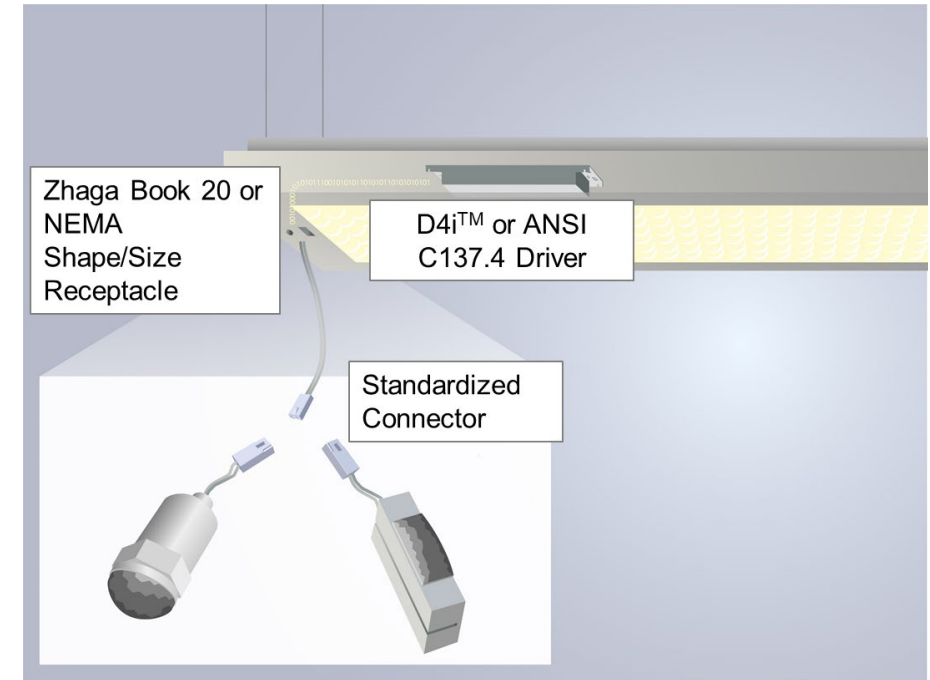 Zhaga Book 20 or
NEMA
Shape/Size
Receptacle
D4i™ or ANSI
C137.4 Driver
Standardized
Connector